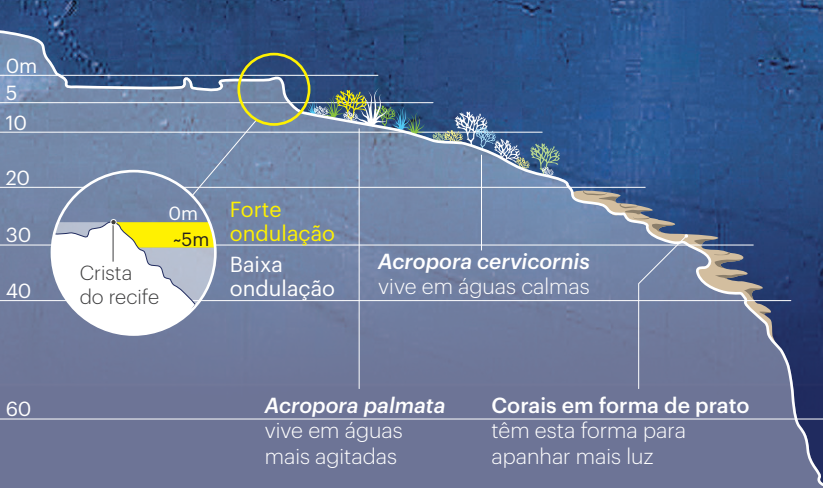 0m
5
10
20
30
40
60
0m
~5m
Crista
do recife
Forte
ondulação
Baixa
ondulação
Acropora cervicornis
vive em águas calmas
Acropora palmata
vive em águas
mais agitadas
Corais em forma de prato
têm esta forma para
apanhar mais luz